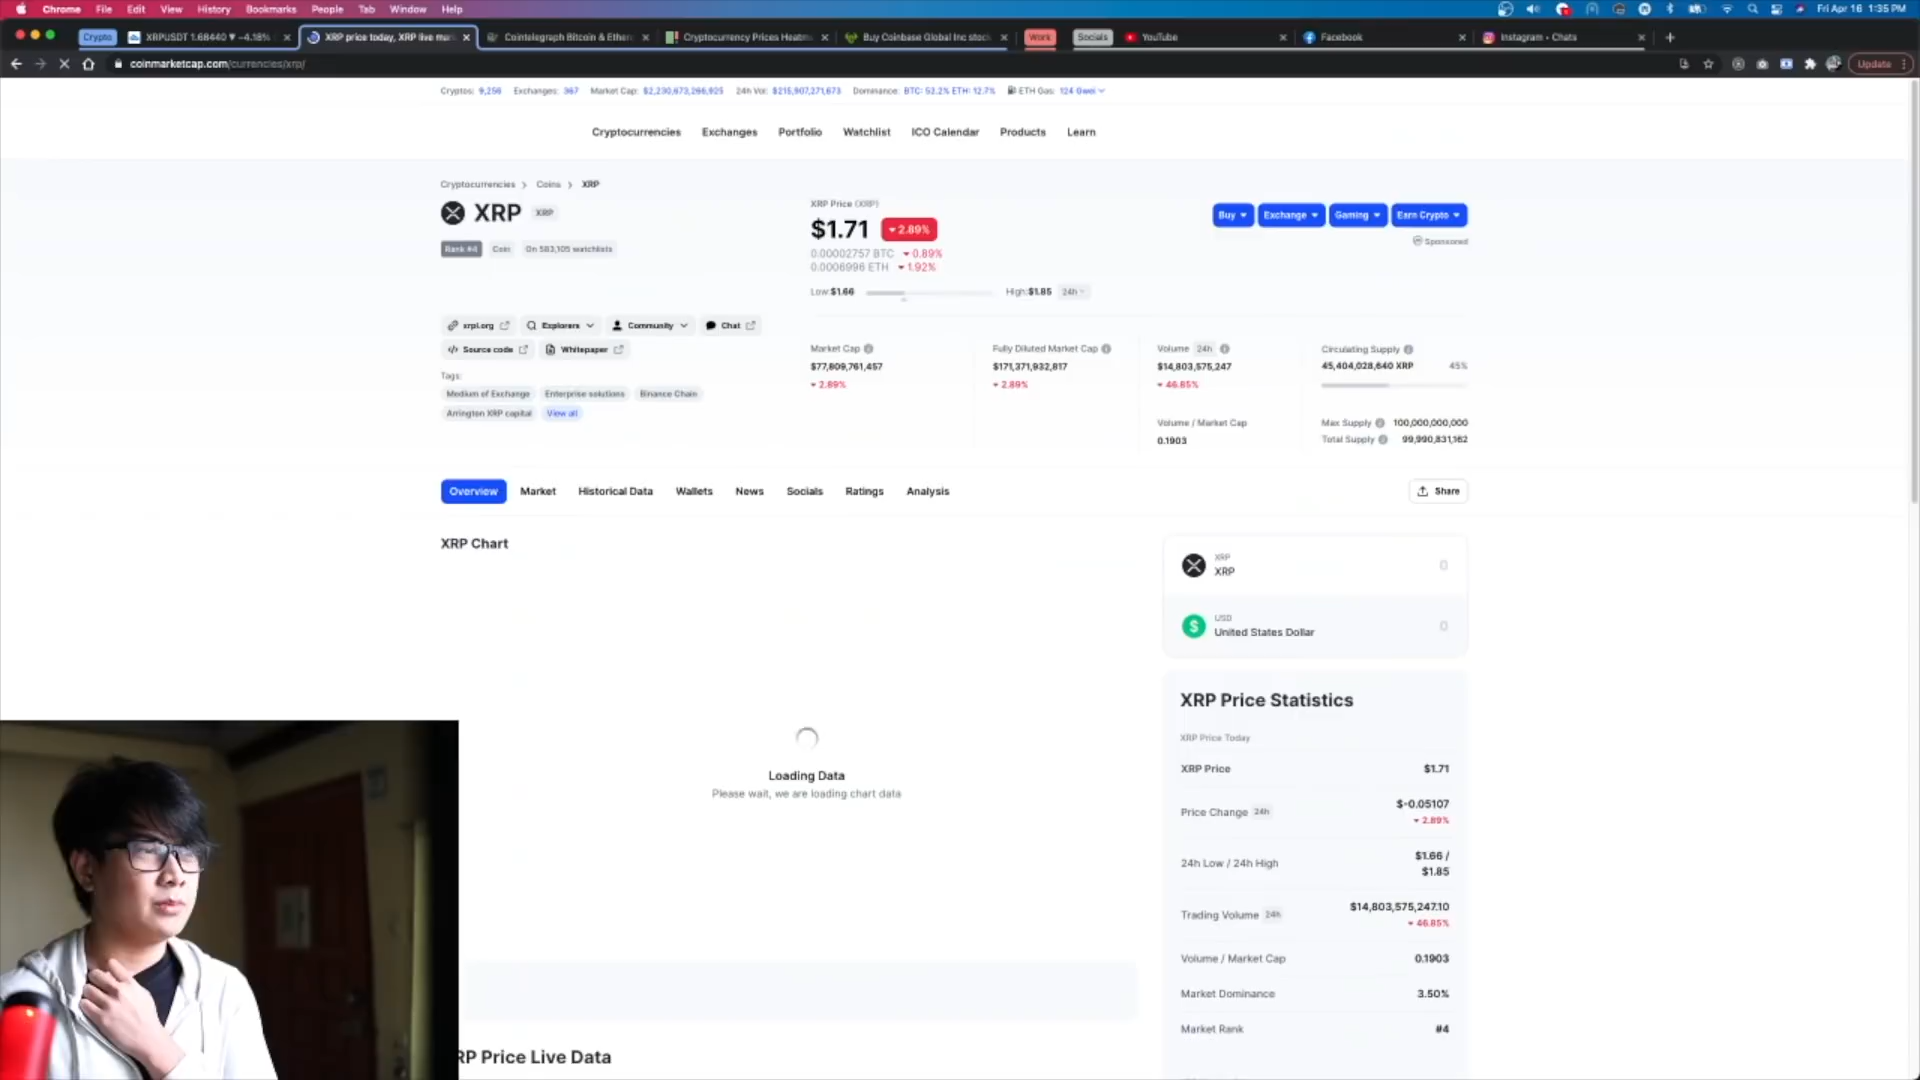 Chrome File Edit View History Bookmarks People Tab Window Help
Fri Apr 16 1:35 PM
Crypto
XRPUSDT 1.68440 ▼ −4.18%
XRP price today, XRP live mar
Cointelegraph Bitcoin & Ether
Cryptocurrency Prices Heatm
Buy Coinbase Global Inc stoc
Work
Socials
YouTube
Facebook
Instagram • Chats
coinmarketcap.com/currencies/xrp/
Update
Cryptos: 9,256 Exchanges: 367 Market Cap: $2,230,673,266,925 24h Vol: $215,907,271,673 Dominance: BTC: 52.2% ETH: 12.7% ETH Gas: 124 Gwei
Cryptocurrencies Exchanges Portfolio Watchlist ICO Calendar Products Learn
Cryptocurrencies > Coins > XRP
XRP XRP
Rank #4 Coin On 583,105 watchlists
xrpl.org Explorers Community Chat
Source code Whitepaper
Tags:
Medium of Exchange Enterprise solutions Binance Chain
Arrington XRP capital View all
XRP Price (XRP)
$1.71 2.89%
0.00002757 BTC 0.89%
0.0006996 ETH 1.92%
Low:$1.66 High:$1.85 24h
Buy Exchange Gaming Earn Crypto
Sponsored
Market Cap
$77,809,761,457
2.89%
Fully Diluted Market Cap
$171,371,932,817
2.89%
Volume 24h
$14,803,575,247
46.85%
Volume / Market Cap
0.1903
Circulating Supply
45,404,028,640 XRP 45%
Max Supply 100,000,000,000
Total Supply 99,990,831,162
Overview Market Historical Data Wallets News Socials Ratings Analysis
Share
XRP Chart
Loading Data
Please wait, we are loading chart data
XRP
XRP 0
USD
United States Dollar 0
XRP Price Statistics
XRP Price Today
XRP Price $1.71
Price Change 24h $-0.05107
2.89%
24h Low / 24h High $1.66 /
$1.85
Trading Volume 24h $14,803,575,247.10
46.85%
Volume / Market Cap 0.1903
Market Dominance 3.50%
Market Rank #4
RP Price Live Data